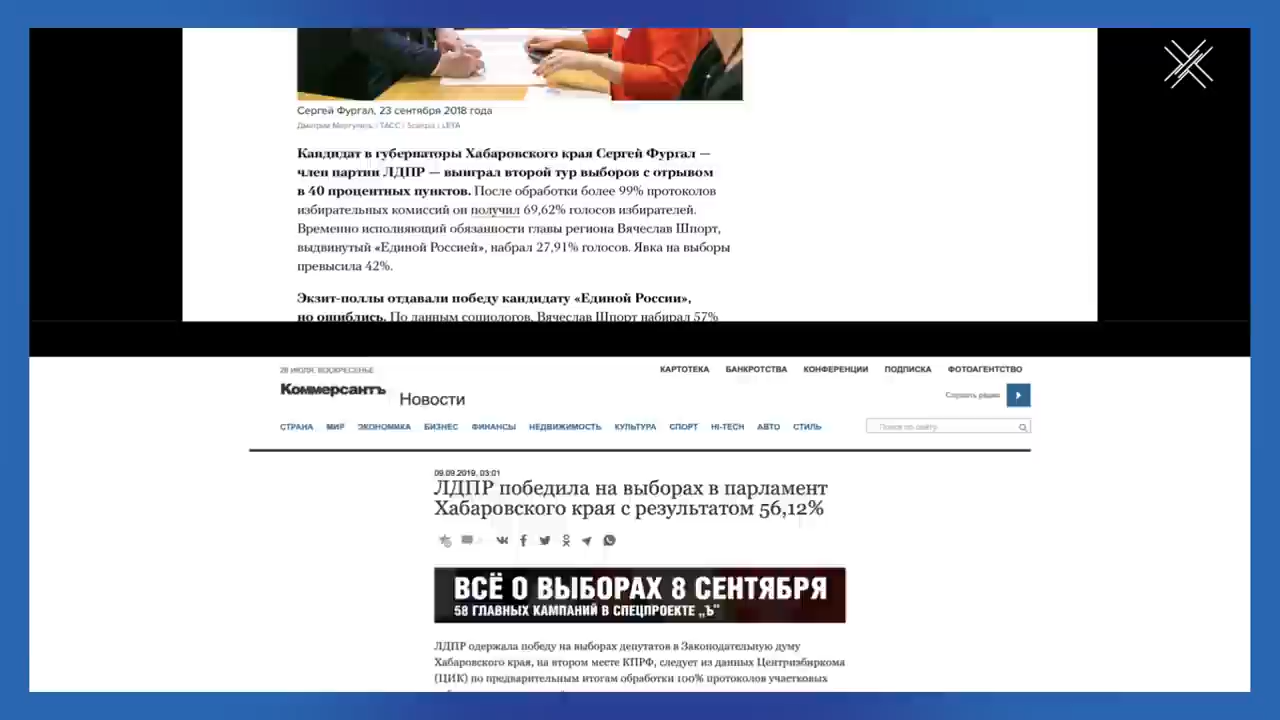 Сергей Фургал, 23 сентября 2018 года
Дмитрий Моргулис / ТАСС / Scanpix / LETA
Кандидат в губернаторы Хабаровского края Сергей Фургал —
член партии ЛДПР — выиграл второй тур выборов с отрывом
в 40 процентных пунктов. После обработки более 99% протоколов
избирательных комиссий он получил 69,62% голосов избирателей.
Временно исполняющий обязанности главы региона Вячеслав Шпорт,
выдвинутый «Единой Россией», набрал 27,91% голосов. Явка на выборы
превысила 42%.
Экзит-поллы отдавали победу кандидату «Единой России»,
но ошиблись. По данным социологов, Вячеслав Шпорт набирал 57%
26 ИЮЛЯ, ВОСКРЕСЕНЬЕ
КАРТОТЕКА БАНКРОТСТВА КОНФЕРЕНЦИИ ПОДПИСКА ФОТОАГЕНТСТВО
Коммерсантъ Новости
Слушать радио
СТРАНА МИР ЭКОНОМИКА БИЗНЕС ФИНАНСЫ НЕДВИЖИМОСТЬ КУЛЬТУРА СПОРТ HI-TECH АВТО СТИЛЬ
Поиск по сайту
09.09.2019, 03:01
ЛДПР победила на выборах в парламент
Хабаровского края с результатом 56,12%
ВСЁ О ВЫБОРАХ 8 СЕНТЯБРЯ
58 ГЛАВНЫХ КАМПАНИЙ В СПЕЦПРОЕКТЕ „Ъ"
ЛДПР одержала победу на выборах депутатов в Законодательную думу
Хабаровского края, на втором месте КПРФ, следует из данных Центризбиркома
(ЦИК) по предварительным итогам обработки 100% протоколов участковых